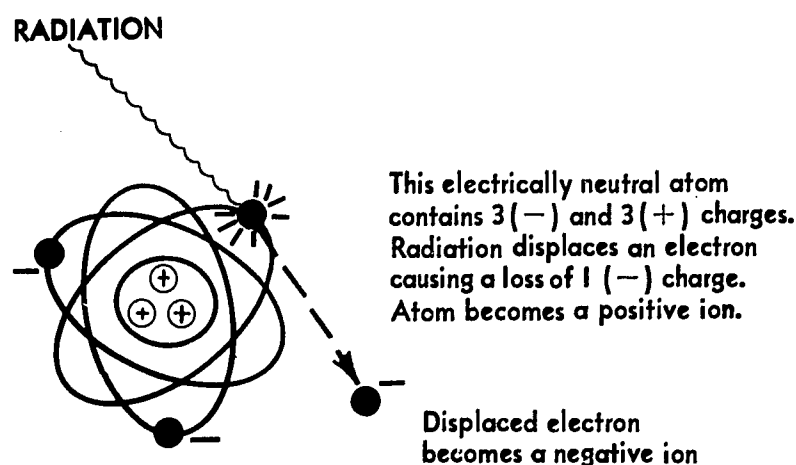 RADIATION
This electrically neutral atom
contains 3 (−) and 3 (+) charges.
Radiation displaces an electron
causing a loss of 1 (−) charge.
Atom becomes a positive ion.
− + + + − −
Displaced electron
becomes a negative ion